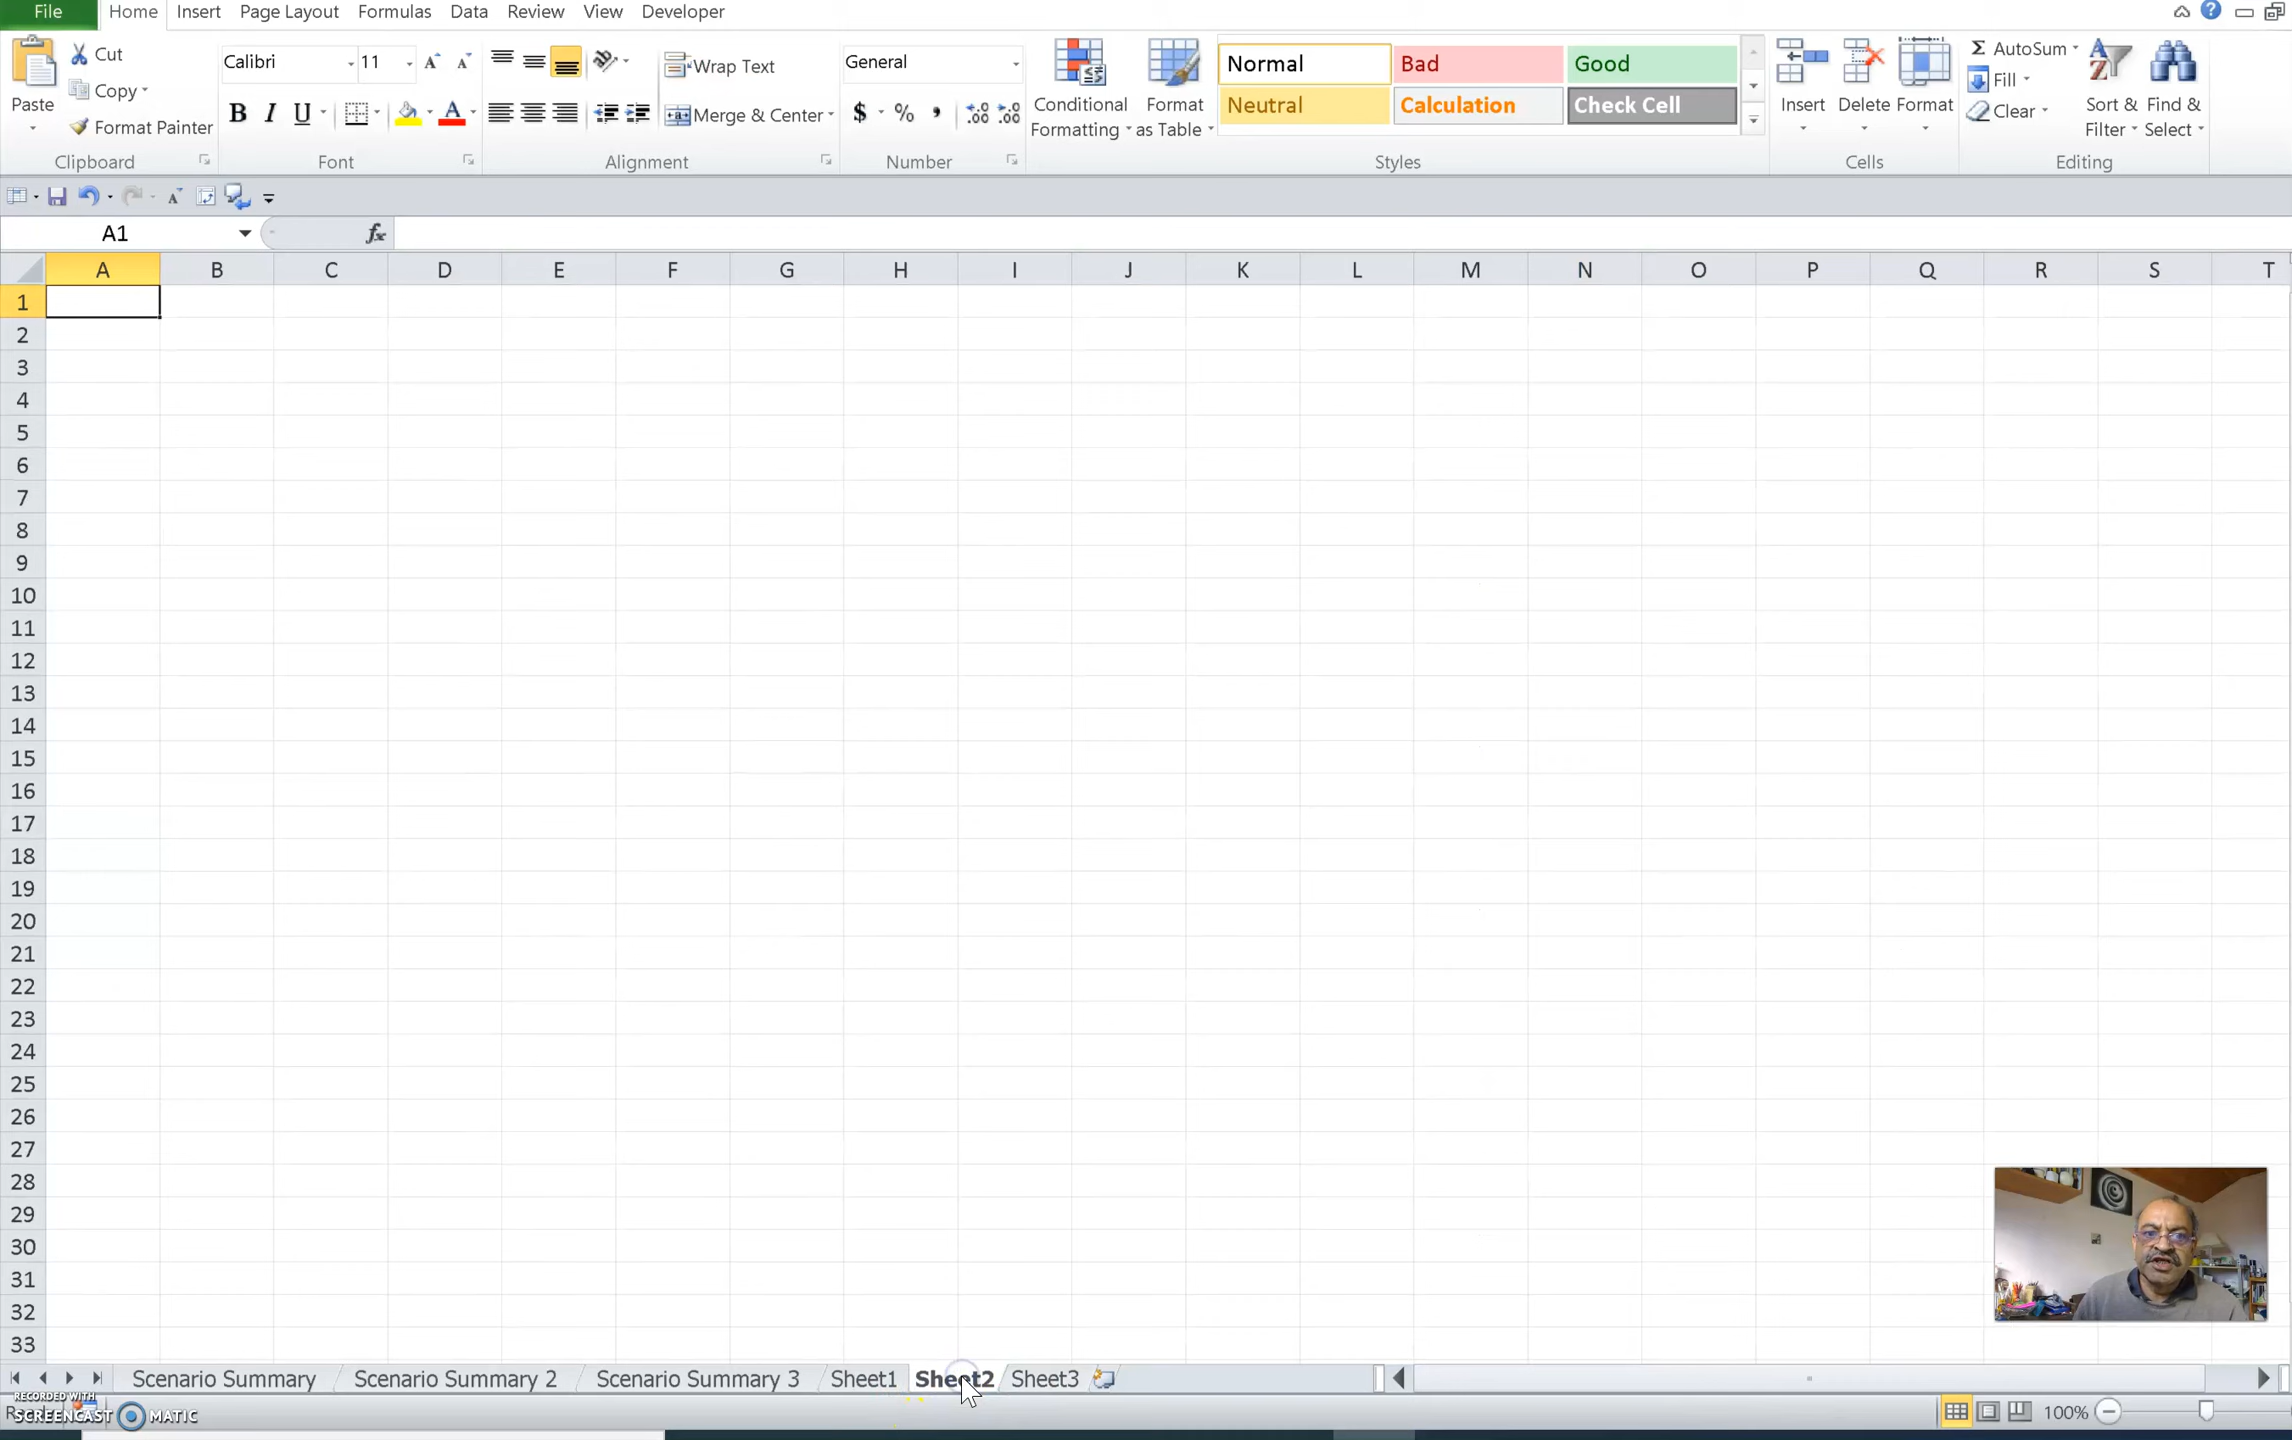 File Home Insert Page Layout Formulas Data Review View Developer
Cut
Copy
Format Painter
Paste
Clipboard
Calibri 11
B I U A
Font
Wrap Text
Merge & Center
Alignment
General
$ % ,
Number
Conditional Formatting
Format as Table
Normal Bad Good
Neutral Calculation Check Cell
Styles
Insert Delete Format
Cells
Σ AutoSum
Fill
Clear
Sort & Filter
Find & Select
Editing
A1 fx
A B C D E F G H I J K L M N O P Q R S T
1
2
3
4
5
6
7
8
9
10
11
12
13
14
15
16
17
18
19
20
21
22
23
24
25
26
27
28
29
30
31
32
33
Scenario Summary Scenario Summary 2 Scenario Summary 3 Sheet1 Sheet2 Sheet3
RECORDED WITH
SCREENCAST MATIC
100%